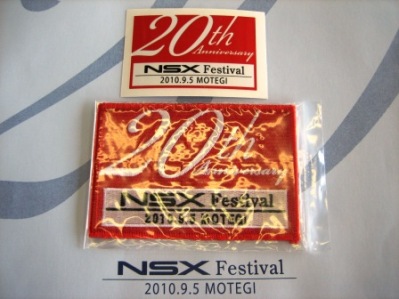 20th
Anniversary
NSX Festival
2010.9.5 MOTEGI
20th
Anniversary
NSX Festival
2010.9.5 MOTEGI
NSX Festival
2010.9.5 MOTEGI